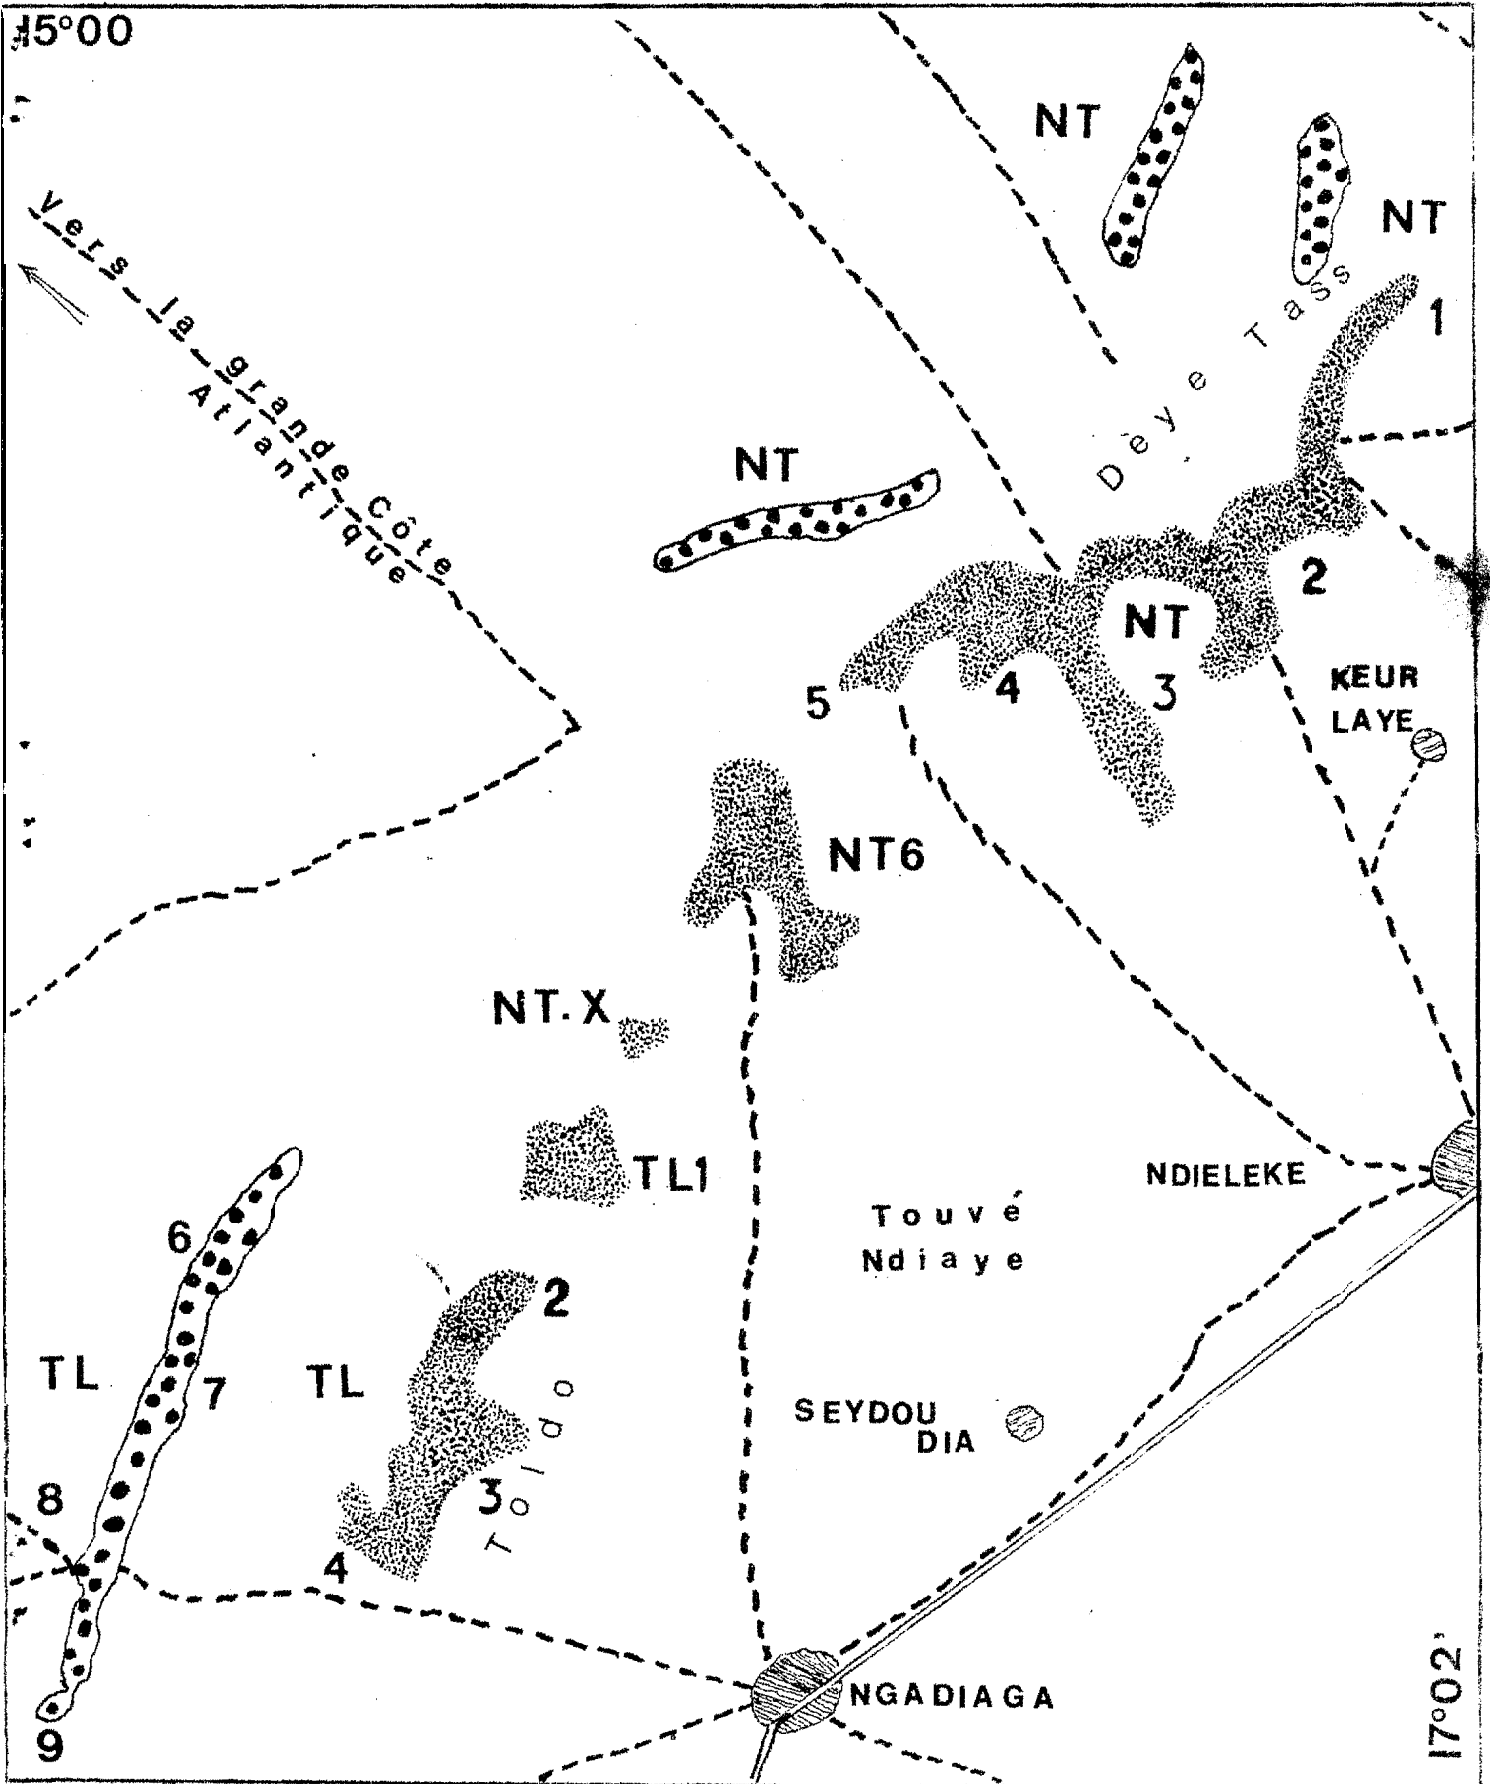 15°00
NT
NT
1
Vers la grande Côte
Atlantique
Dèye Tass
NT
2
NT
3
4
5
KEUR
LAYE
NT6
NT. X
TL1
NDIELEKE
Touvé
Ndiaye
6
2
TL
TL
7
Toldo
SEYDOU
DIA
3
8
4
NGADIAGA
9
17°02'